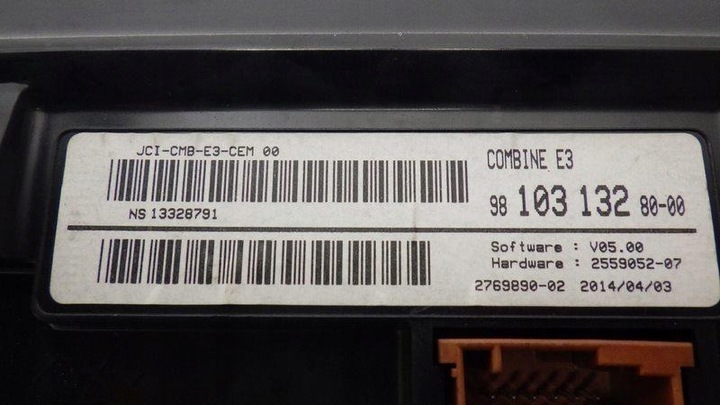 JCI-CMB-E3-CEM 00
NS 13328791
COMBINE E3
98 103 132 80-00
Software : V05.00
Hardware : 2559052-07
2769890-02 2014/04/03